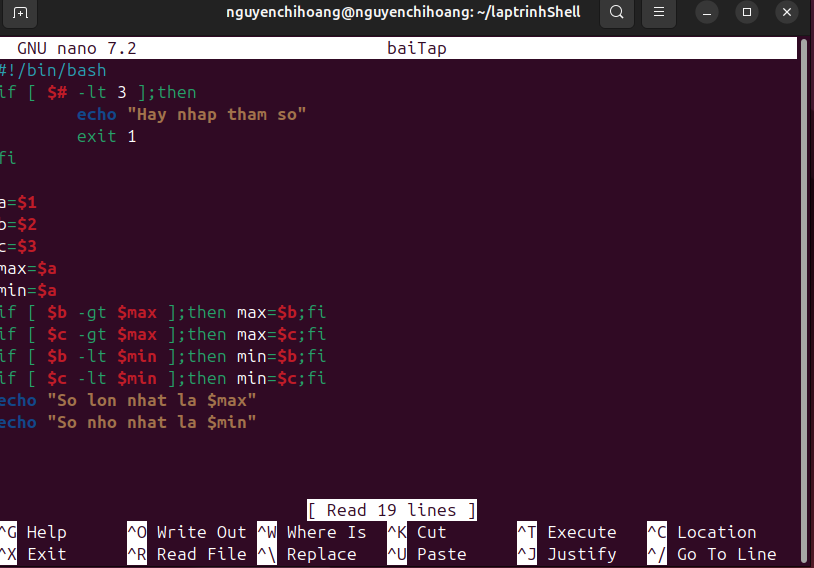 nguyenchihoang@nguyenchihoang: ~/laptrinhShell
GNU nano 7.2 baiTap
#!/bin/bash
if [ $# -lt 3 ];then
echo "Hay nhap tham so"
exit 1
fi
a=$1
b=$2
c=$3
max=$a
min=$a
if [ $b -gt $max ];then max=$b;fi
if [ $c -gt $max ];then max=$c;fi
if [ $b -lt $min ];then min=$b;fi
if [ $c -lt $min ];then min=$c;fi
echo "So lon nhat la $max"
echo "So nho nhat la $min"
[ Read 19 lines ]
^G Help ^O Write Out ^W Where Is ^K Cut ^T Execute ^C Location
^X Exit ^R Read File ^\ Replace ^U Paste ^J Justify ^/ Go To Line